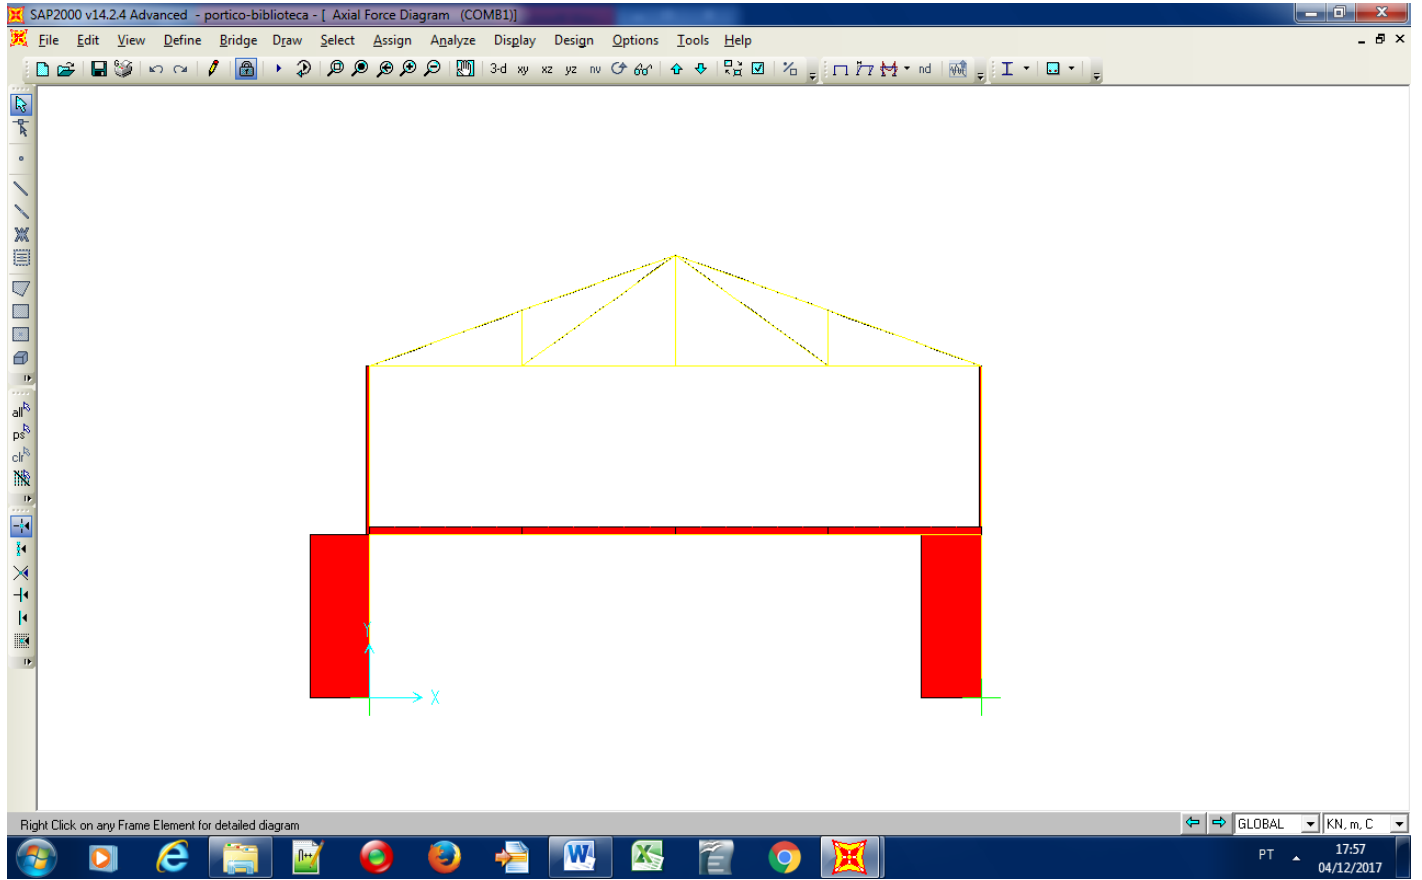 SAP2000 v14.2.4 Advanced - portico-biblioteca - [ Axial Force Diagram (COMB1)]
File Edit View Define Bridge Draw Select Assign Analyze Display Design Options Tools Help
3-d xy xz yz nv nd
all
ps
clr
Y
X
Right Click on any Frame Element for detailed diagram
GLOBAL KN, m, C
PT 17:57
04/12/2017